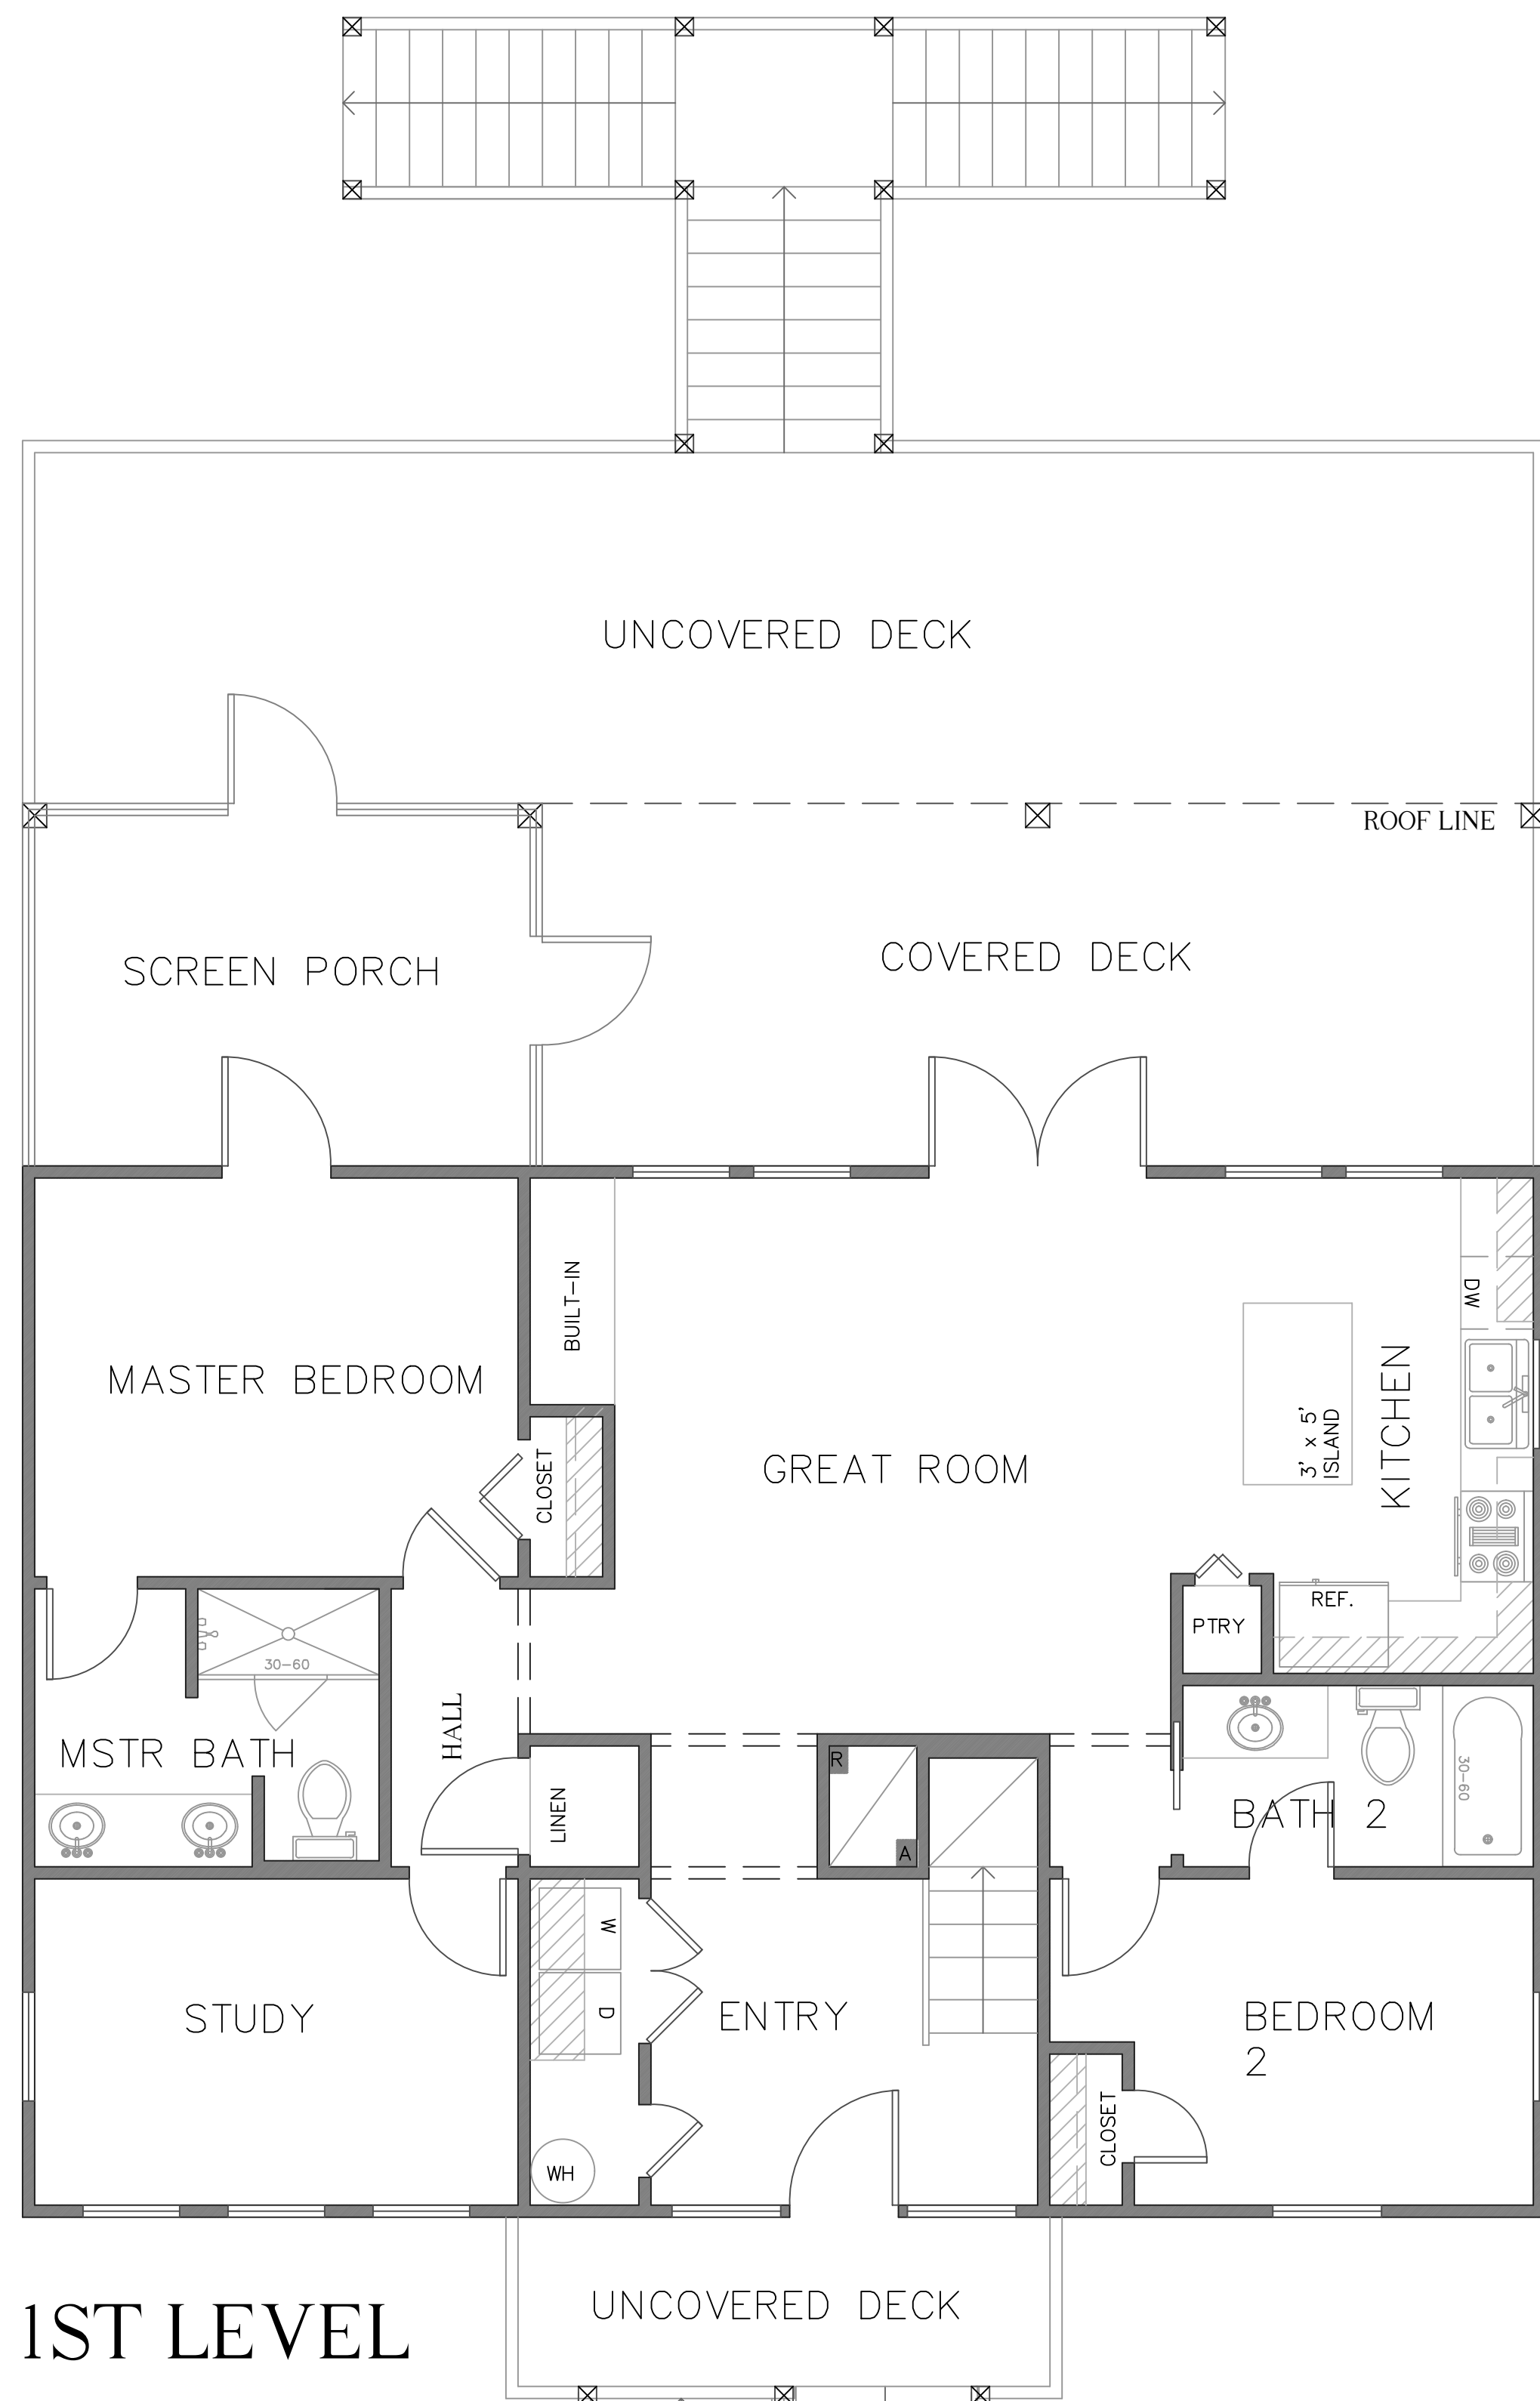 UNCOVERED DECK
ROOF LINE
SCREEN PORCH
COVERED DECK
BUILT-IN
DW
MASTER BEDROOM
KITCHEN
3' x 5'
ISLAND
CLOSET
GREAT ROOM
REF.
PTRY
30-60
HALL
MSTR BATH
R
LINEN
A
30-60
BATH 2
W
D
STUDY
ENTRY
BEDROOM
2
CLOSET
WH
UNCOVERED DECK
1ST LEVEL